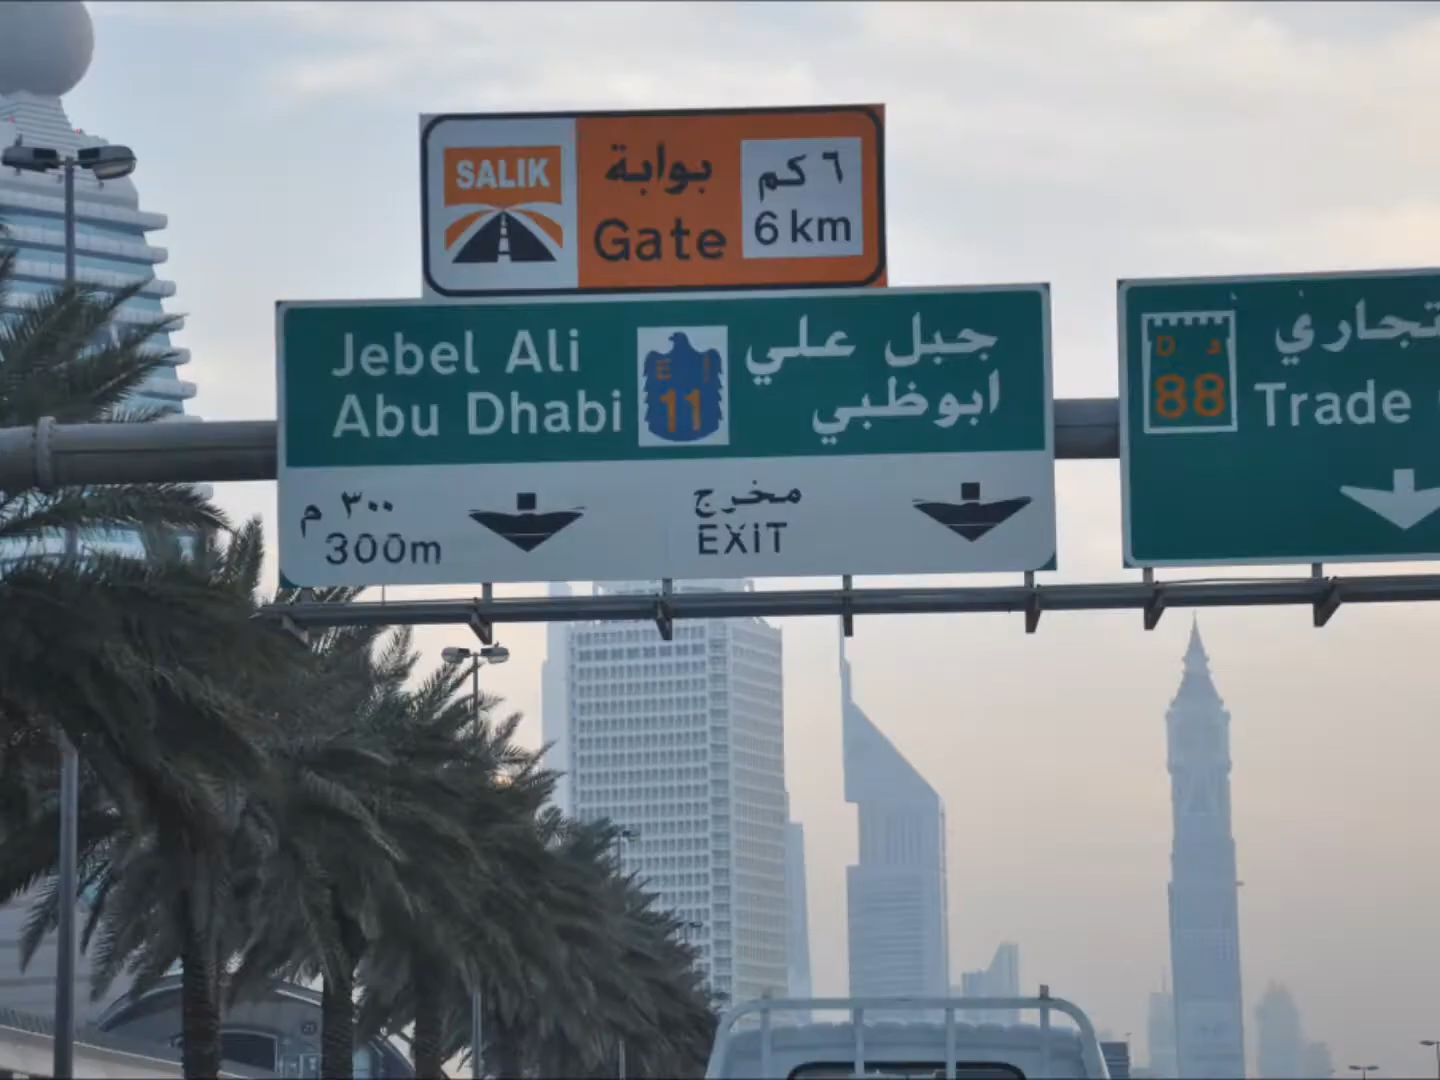 SALIK
بوابة
Gate
٦ كم
6 km
Jebel Ali
Abu Dhabi
E ا
11
جبل علي
ابوظبي
٣٠٠ م
300m
مخرج
EXIT
D د
88
تجاري
Trade